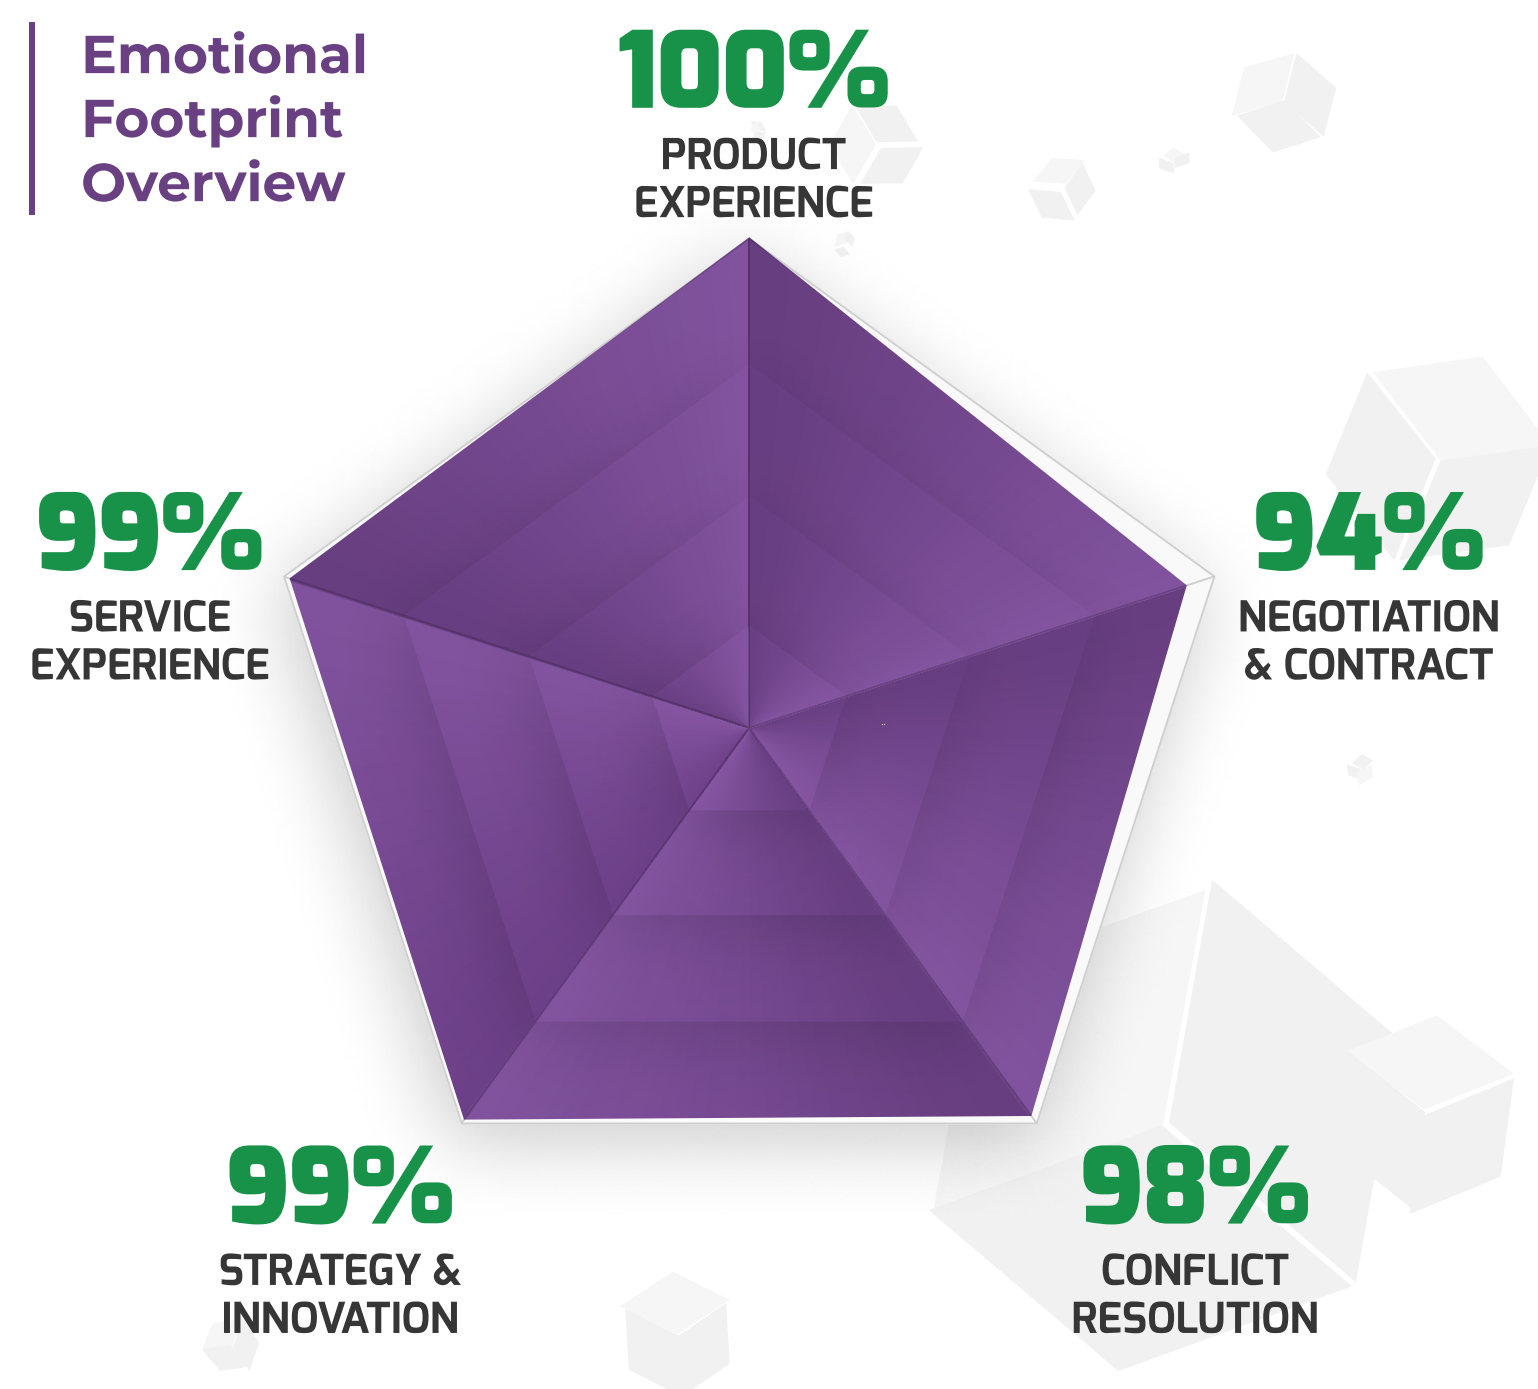 Emotional
Footprint
Overview
100%
PRODUCT
EXPERIENCE
99%
SERVICE
EXPERIENCE
94%
NEGOTIATION
& CONTRACT
99%
STRATEGY &
INNOVATION
98%
CONFLICT
RESOLUTION